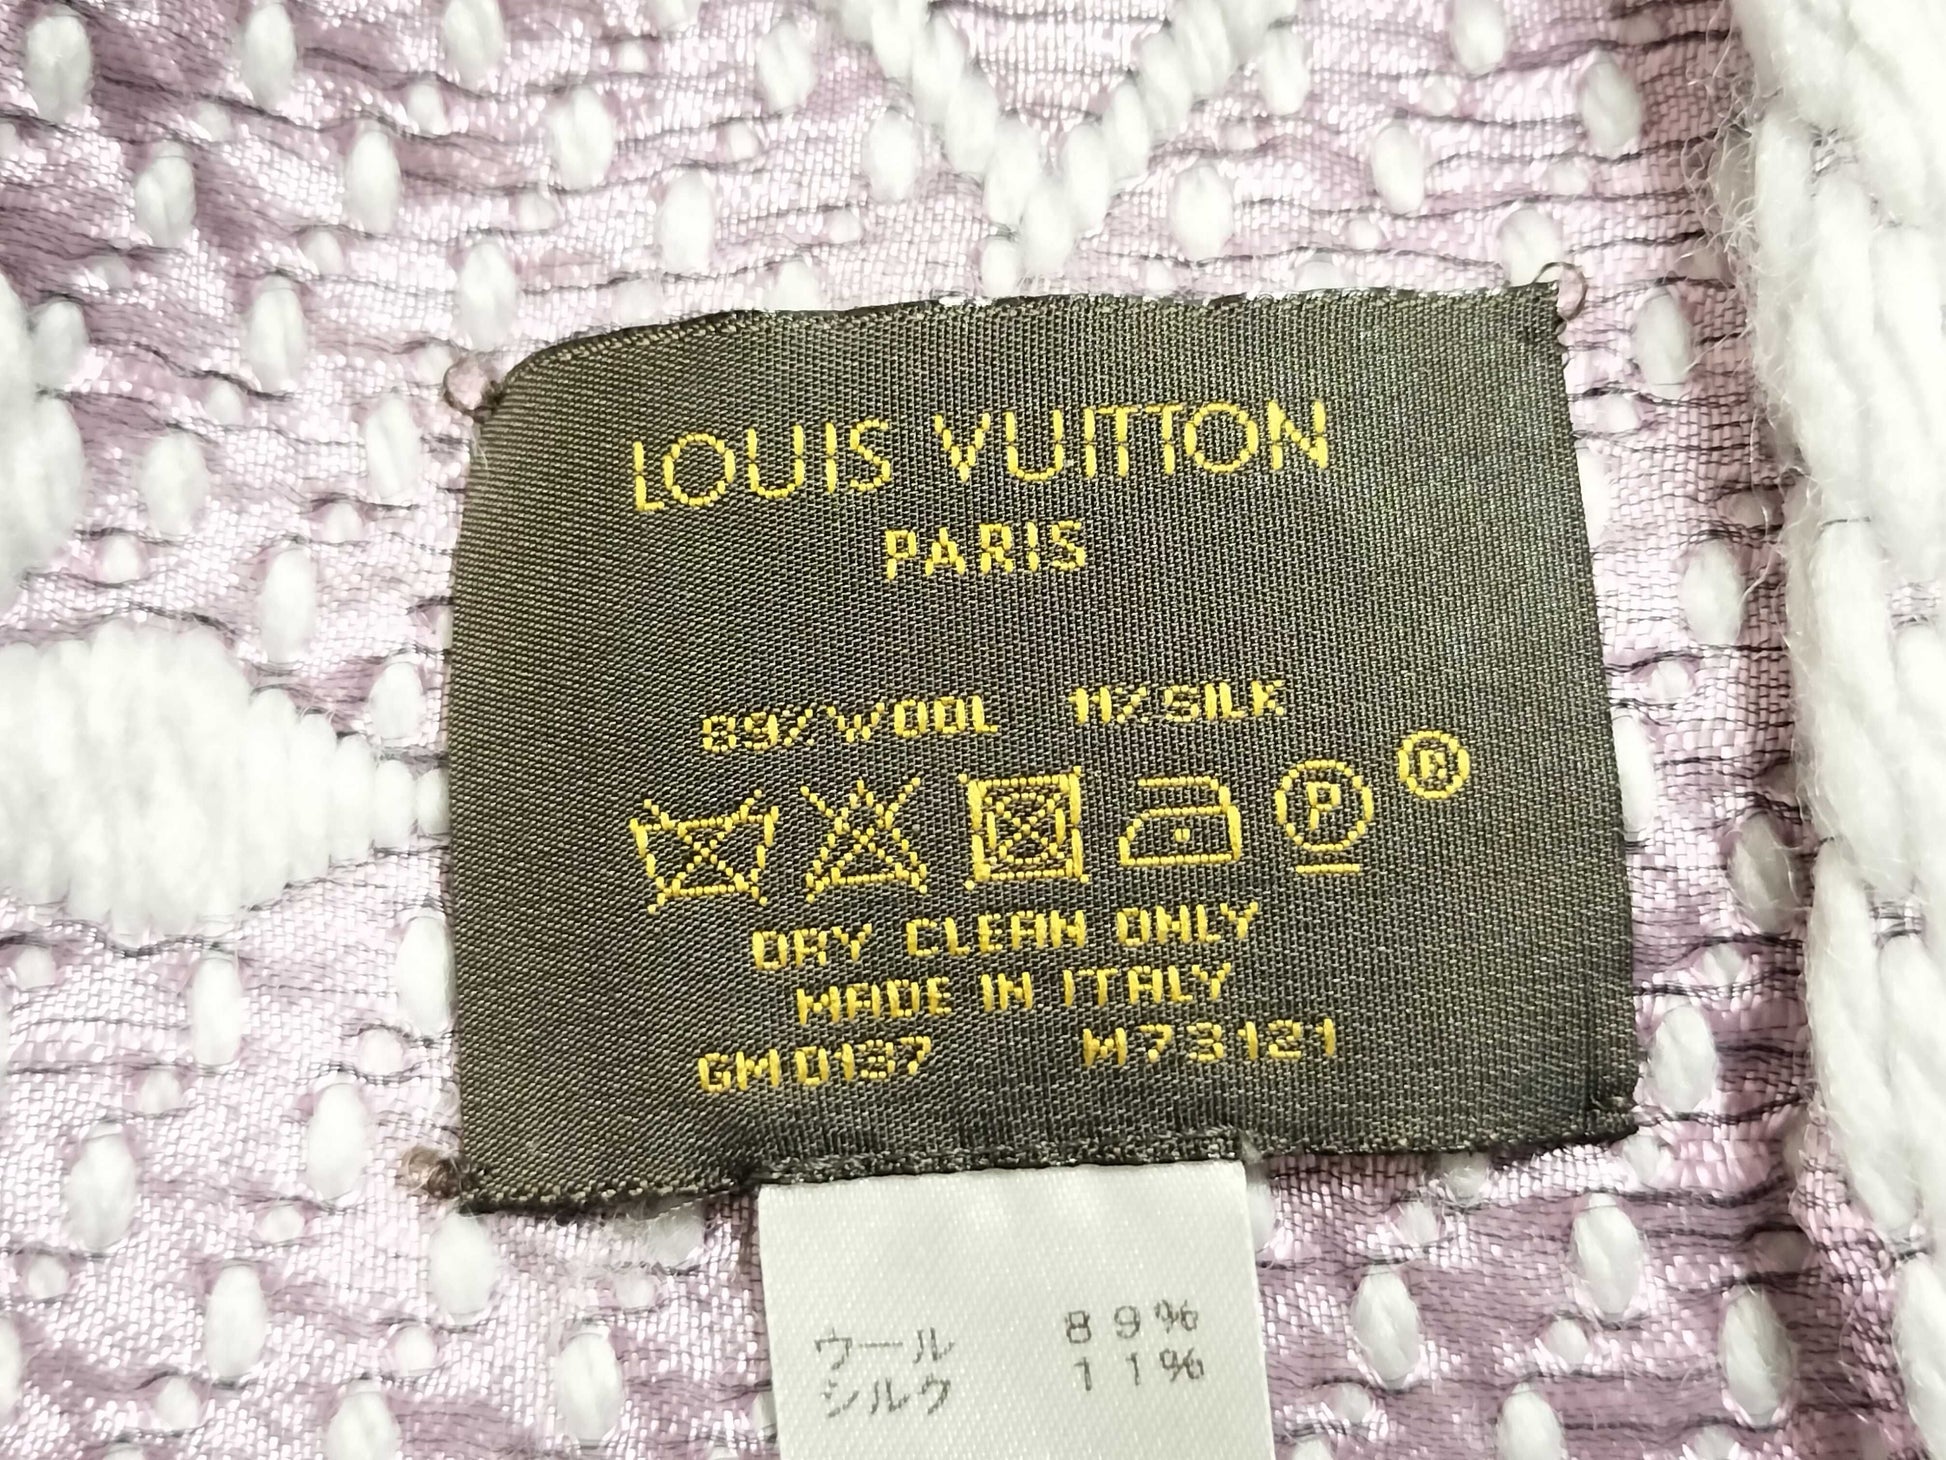 LOUIS VUITTON
PARIS
89% WOOL 11% SILK
P ®
DRY CLEAN ONLY
MADE IN ITALY
GM0137 M73121
ウール 89%
シルク 11%